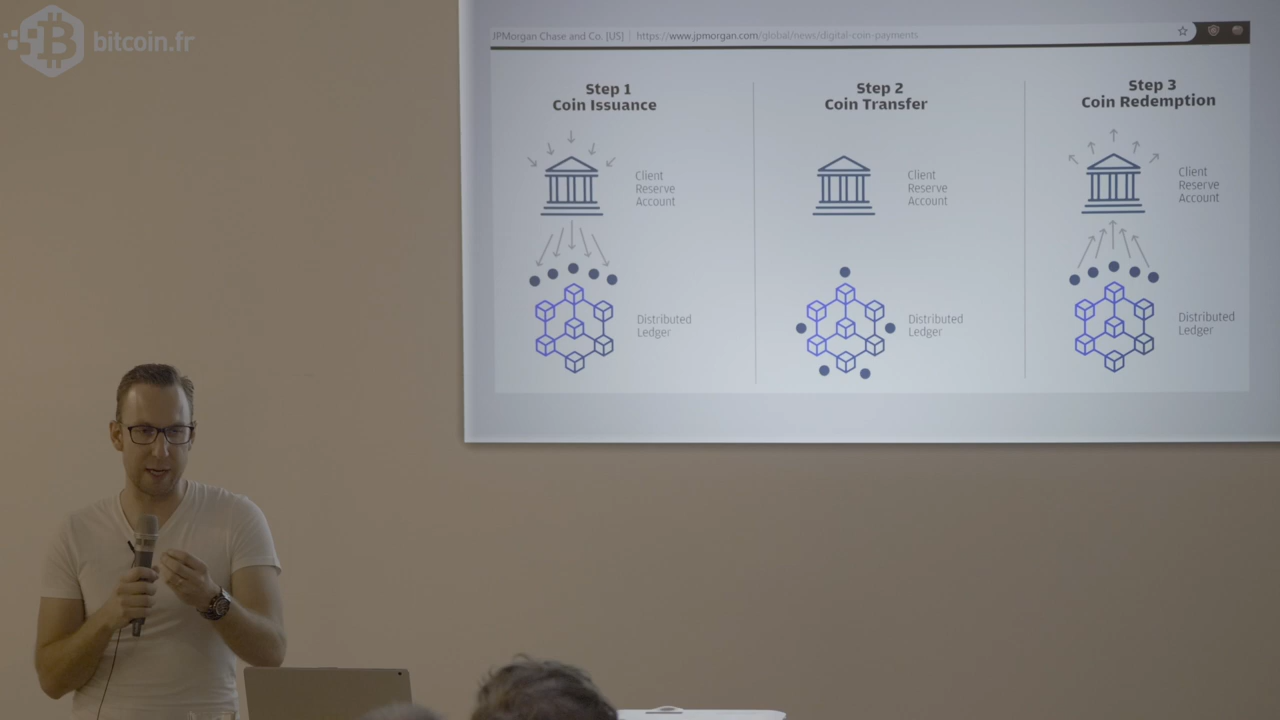 bitcoin.fr
JPMorgan Chase and Co. [US] | https://www.jpmorgan.com/global/news/digital-coin-payments
Step 1
Coin Issuance
Client
Reserve
Account
Distributed
Ledger
Step 2
Coin Transfer
Client
Reserve
Account
Distributed
Ledger
Step 3
Coin Redemption
Client
Reserve
Account
Distributed
Ledger